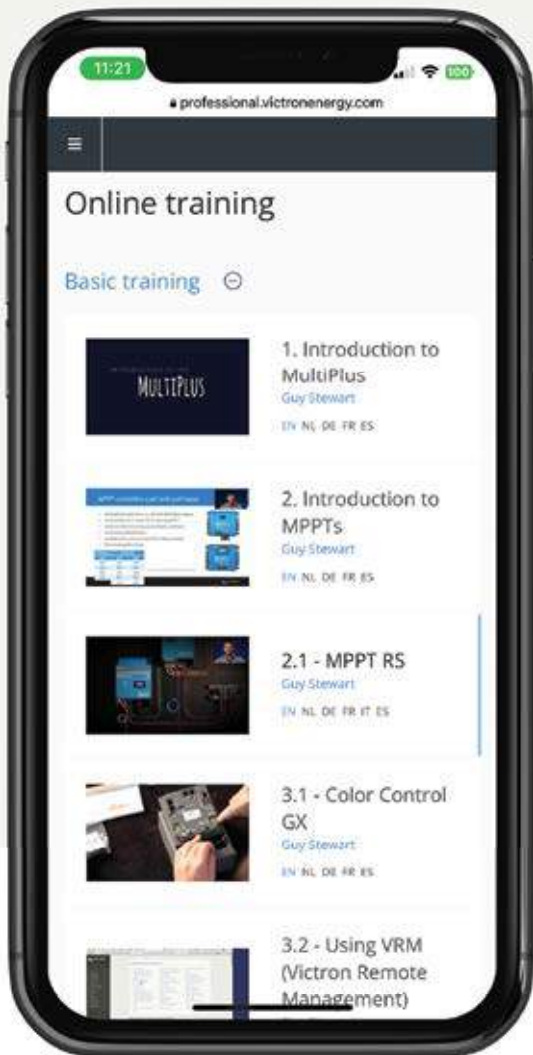 11:21
100
professional.victronenergy.com
Online training
Basic training
MULTIPLUS
1. Introduction to
MultiPlus
Guy Stewart
EN NL DE FR ES
2. Introduction to
MPPTs
Guy Stewart
EN NL DE FR ES
2.1 - MPPT RS
Guy Stewart
EN NL DE FR IT ES
3.1 - Color Control
GX
Guy Stewart
EN NL DE FR ES
3.2 - Using VRM
(Victron Remote
Management)